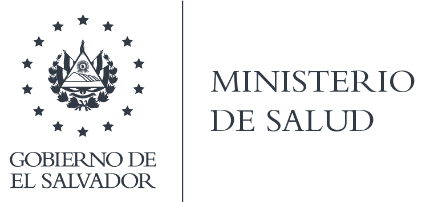 GOBIERNO DE
EL SALVADOR
MINISTERIO
DE SALUD